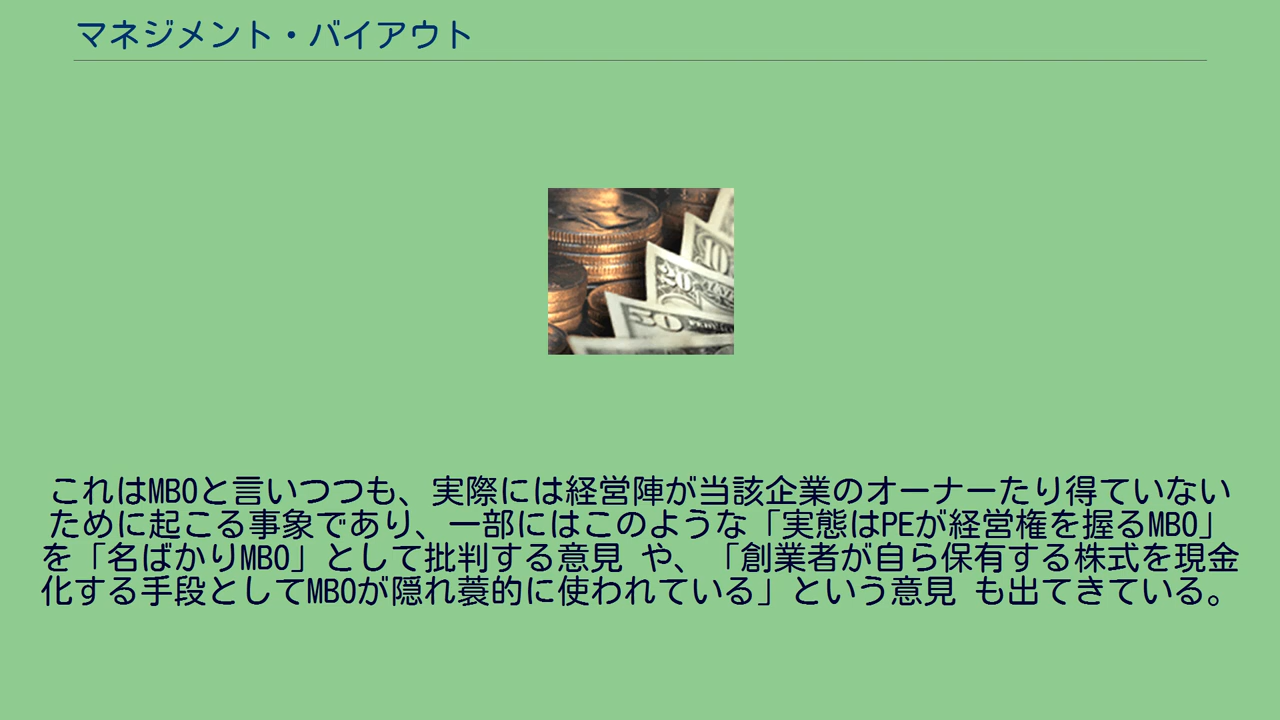 マネジメント・バイアウト
10
20
50
これはMBOと言いつつも、実際には経営陣が当該企業のオーナーたり得ていない
ために起こる事象であり、一部にはこのような「実態はPEが経営権を握るMBO」
を「名ばかりMBO」として批判する意見 や、「創業者が自ら保有する株式を現金
化する手段としてMBOが隠れ蓑的に使われている」という意見 も出てきている。